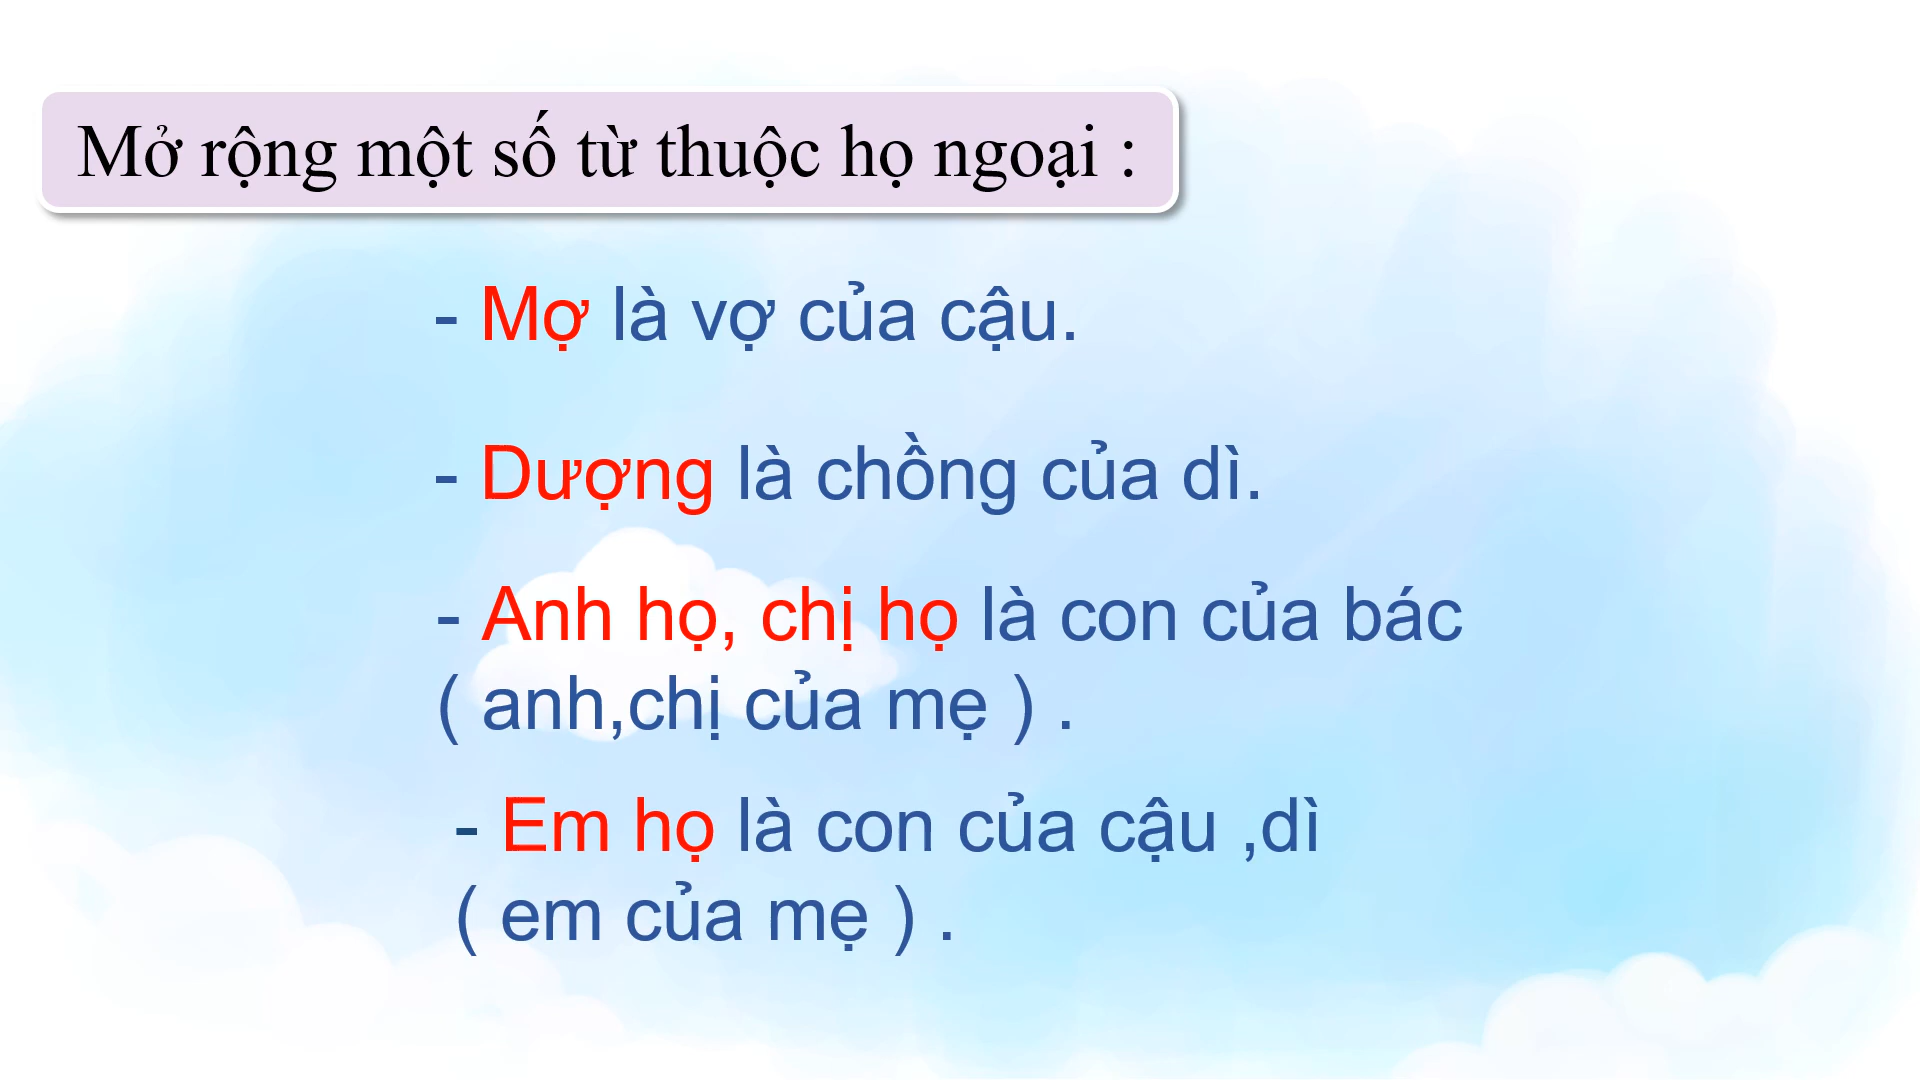 Mở rộng một số từ thuộc họ ngoại :
- Mợ là vợ của cậu.
- Dượng là chồng của dì.
- Anh họ, chị họ là con của bác
( anh,chị của mẹ ) .
- Em họ là con của cậu ,dì
( em của mẹ ) .